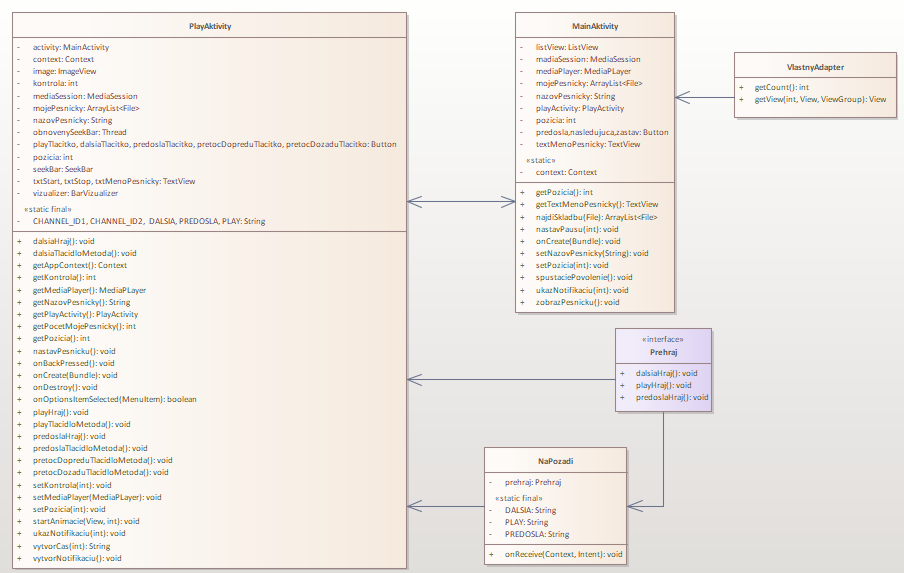 PlayAktivity
- activity: MainActivity
- context: Context
- image: ImageView
- kontrola: int
- mediaSession: MediaSession
- mojePesnicky: ArrayList<File>
- nazovPesnicky: String
- obnovenySeekBar: Thread
- playTlacitko, dalsiaTlacitko, predoslaTlacitko, pretocDopreduTlacitko, pretocDozaduTlacitko: Button
- pozicia: int
- seekBar: SeekBar
- txtStart, txtStop, txtMenoPesnicky: TextView
- vizualizer: BarVizualizer
«static final»
- CHANNEL_ID1, CHANNEL_ID2, DALSIA, PREDOSLA, PLAY: String
+ dalsiaHraj(): void
+ dalsiaTlacidloMetoda(): void
+ getAppContext(): Context
+ getKontrola(): int
+ getMediaPlayer(): MediaPLayer
+ getNazovPesnicky(): String
+ getPlayActivity(): PlayActivity
+ getPocetMojePesnicky(): int
+ getPozicia(): int
+ nastavPesnicku(): void
+ onBackPressed(): void
+ onCreate(Bundle): void
+ onDestroy(): void
+ onOptionsItemSelected(MenuItem): boolean
+ playHraj(): void
+ playTlacidloMetoda(): void
+ predoslaHraj(): void
+ predoslaTlacidloMetoda(): void
+ pretocDopreduTlacidloMetoda(): void
+ pretocDozaduTlacidloMetoda(): void
+ setKontrola(int): void
+ setMediaPlayer(MediaPLayer): void
+ setPozicia(int): void
+ startAnimacie(View, int): void
+ ukazNotifikaciu(int): void
+ vytvorCas(int): String
+ vytvorNotifikaciu(): void
MainAktivity
- listView: ListView
- madiaSession: MediaSession
- mediaPlayer: MediaPLayer
- mojePesnicky: ArrayList<File>
- nazovPesnicky: String
- playActivity: PlayActivity
- pozicia: int
- predosla,nasledujuca,zastav: Button
- textMenoPesnicky: TextView
«static»
- context: Context
+ getPozicia(): int
+ getTextMenoPesnicky(): TextView
+ najdiSkladbu(File): ArrayList<File>
+ nastavPausu(int): void
+ onCreate(Bundle): void
+ setNazovPesnicky(String): void
+ setPozicia(int): void
+ spustaciePovolenie(): void
+ ukazNotifikaciu(int): void
+ zobrazPesnicku(): void
VlastnyAdapter
+ getCount(): int
+ getView(int, View, ViewGroup): View
«interface»
Prehraj
+ dalsiaHraj(): void
+ playHraj(): void
+ predoslaHraj(): void
NaPozadi
- prehraj: Prehraj
«static final»
- DALSIA: String
- PLAY: String
- PREDOSLA: String
+ onReceive(Context, Intent): void